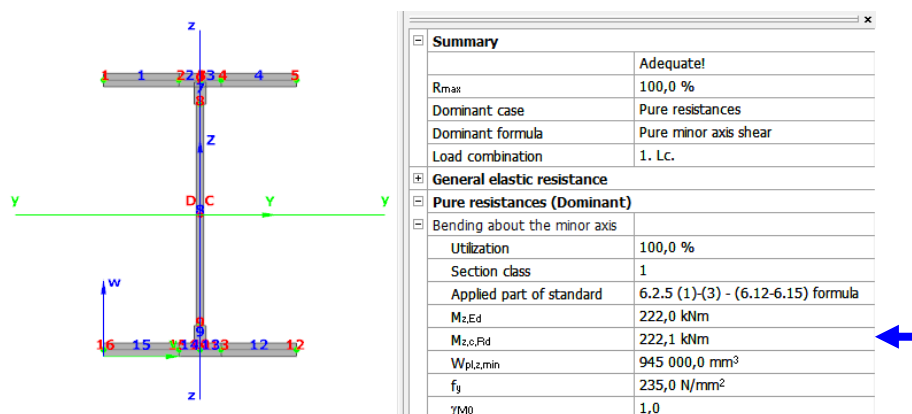 z
1 1 2 2 3 3 4 4 5
7
8
Z
y D C y
8
Y
w
9
9
16 15 15 14 13 12 12
z
x
Summary
Adequate!
Rmax 100,0 %
Dominant case Pure resistances
Dominant formula Pure minor axis shear
Load combination 1. Lc.
General elastic resistance
Pure resistances (Dominant)
Bending about the minor axis
Utilization 100,0 %
Section class 1
Applied part of standard 6.2.5 (1)-(3) - (6.12-6.15) formula
Mz,Ed 222,0 kNm
Mz,c,Rd 222,1 kNm
Wpl,z,min 945 000,0 mm³
fy 235,0 N/mm²
γM0 1,0